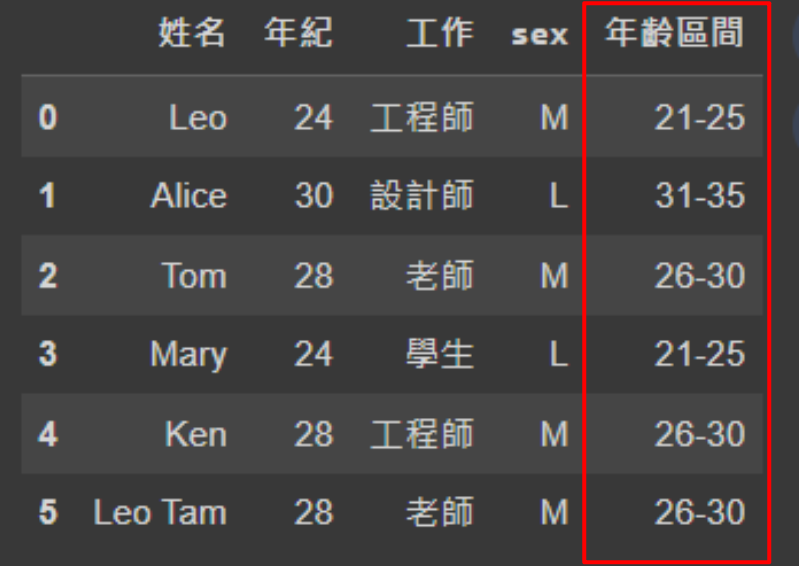 姓名 年紀 工作 sex 年齡區間
0 Leo 24 工程師 M 21-25
1 Alice 30 設計師 L 31-35
2 Tom 28 老師 M 26-30
3 Mary 24 學生 L 21-25
4 Ken 28 工程師 M 26-30
5 Leo Tam 28 老師 M 26-30